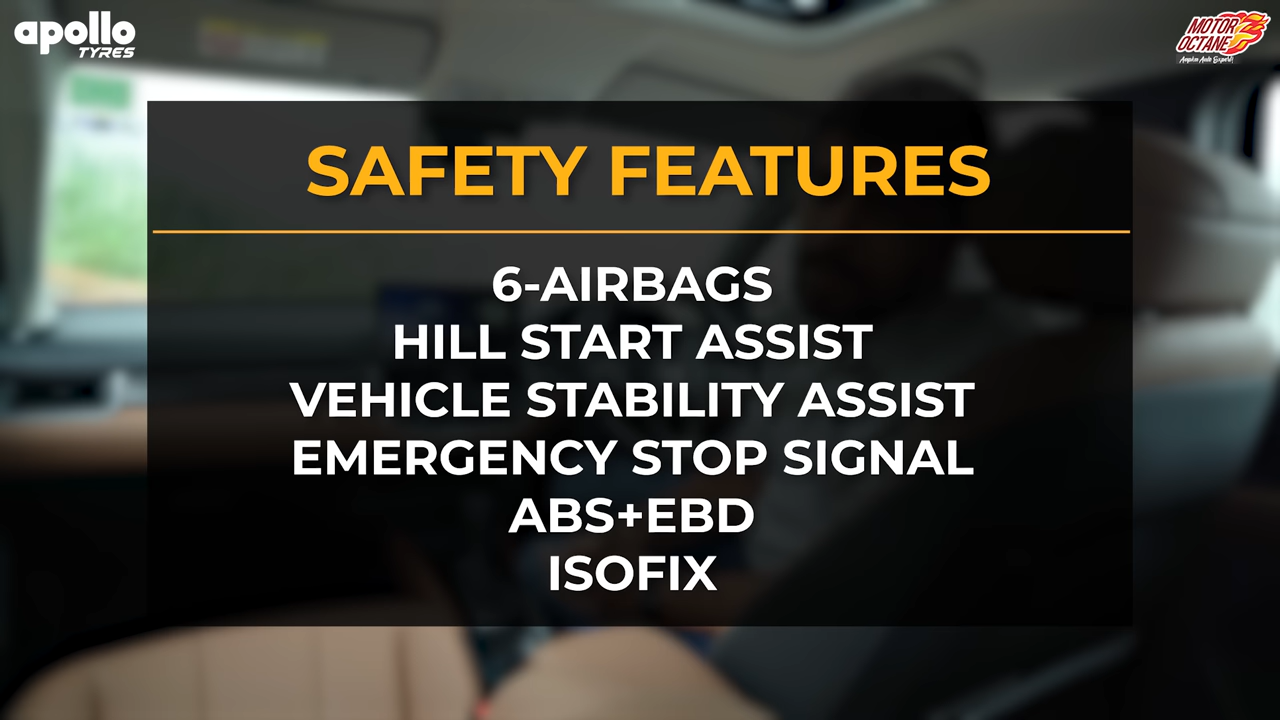 apollo
TYRES
MOTOR
OCTANE
SAFETY FEATURES
6-AIRBAGS
HILL START ASSIST
VEHICLE STABILITY ASSIST
EMERGENCY STOP SIGNAL
ABS+EBD
ISOFIX